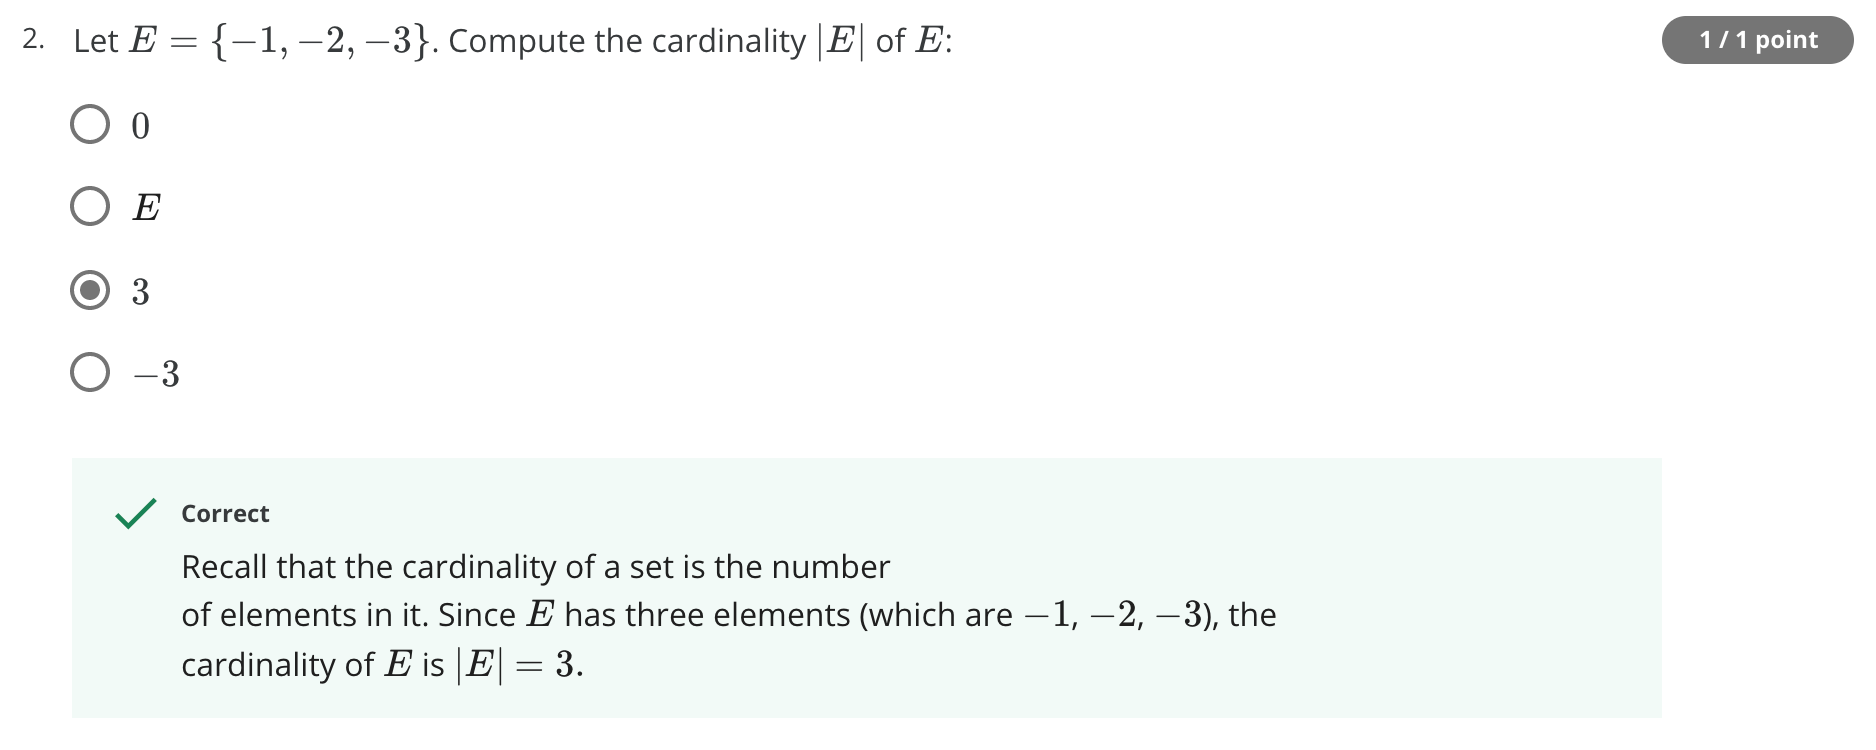 2. Let E = {−1, −2, −3}. Compute the cardinality |E| of E:
1 / 1 point
0
E
3
−3
Correct
Recall that the cardinality of a set is the number
of elements in it. Since E has three elements (which are −1, −2, −3), the
cardinality of E is |E| = 3.